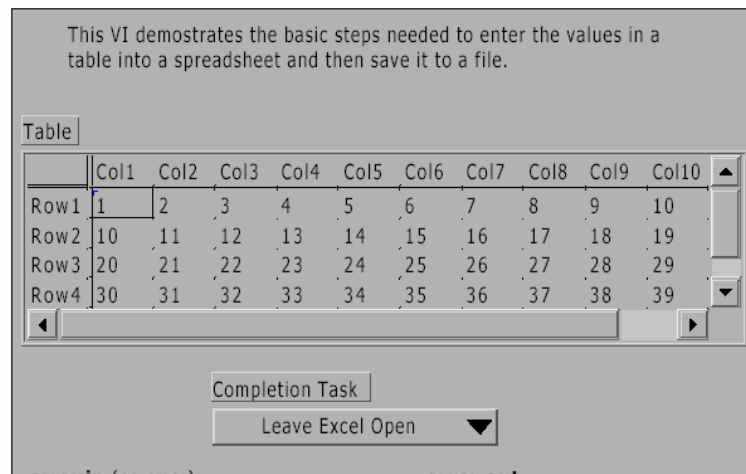 This VI demostrates the basic steps needed to enter the values in a
table into a spreadsheet and then save it to a file.
Table
Col1 Col2 Col3 Col4 Col5 Col6 Col7 Col8 Col9 Col10
Row1 1 2 3 4 5 6 7 8 9 10
Row2 10 11 12 13 14 15 16 17 18 19
Row3 20 21 22 23 24 25 26 27 28 29
Row4 30 31 32 33 34 35 36 37 38 39
Completion Task
Leave Excel Open